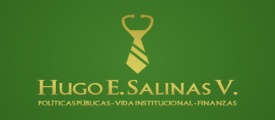 HUGO E. SALINAS V.
POLÍTICAS PÚBLICAS - VIDA INSTITUCIONAL - FINANZAS